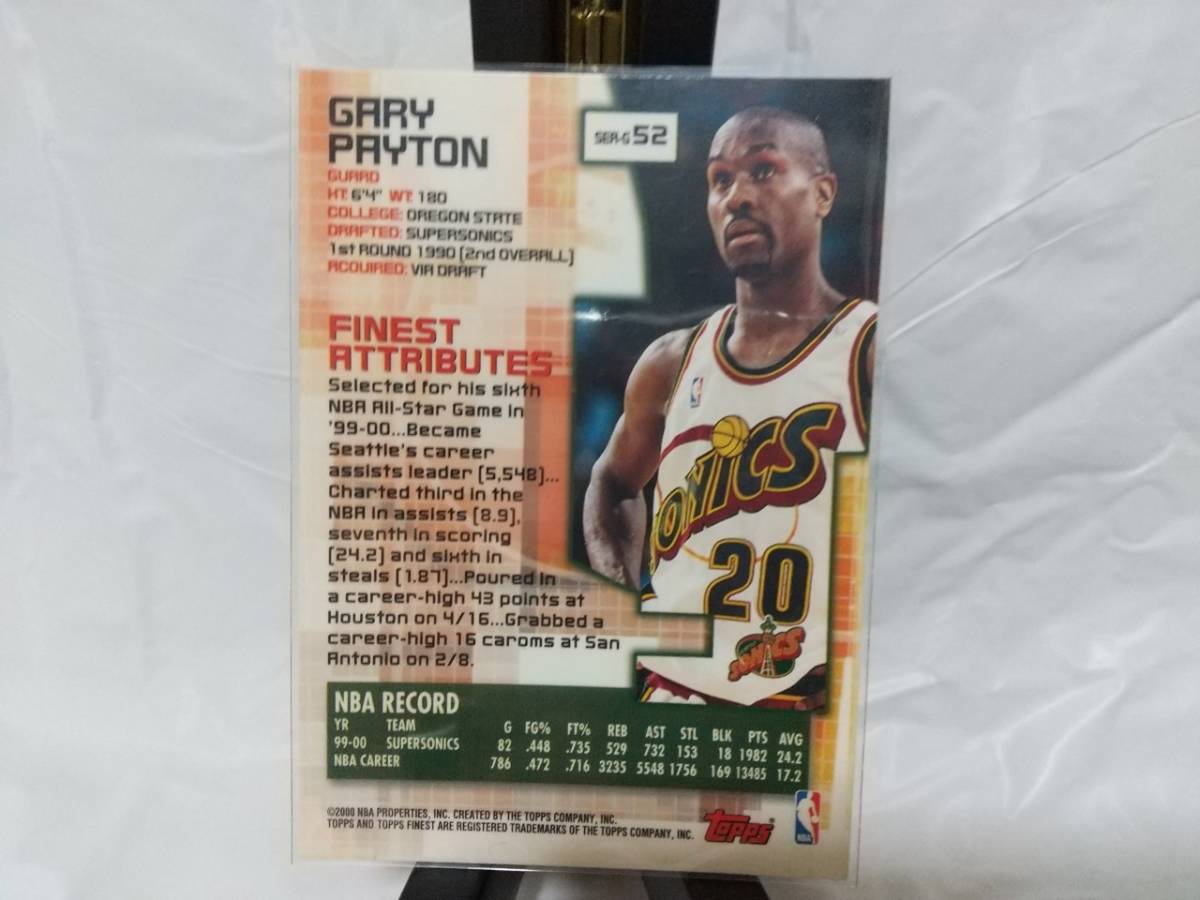 GARY
PAYTON
GUARD
HT: 6'4" WT: 180
COLLEGE: OREGON STATE
DRAFTED: SUPERSONICS
1st ROUND 1990 (2nd OVERALL)
ACQUIRED: VIA DRAFT
SER-G 52
FINEST
ATTRIBUTES
Selected for his sixth
NBA All-Star Game in
'99-00...Became
Seattle's career
assists leader (5,548)...
Charted third in the
NBA in assists (8.9),
seventh in scoring
(24.2) and sixth in
steals (1.87)...Poured in
a career-high 43 points at
Houston on 4/16...Grabbed a
career-high 16 caroms at San
Antonio on 2/8.
SONICS
20
SONICS
NBA RECORD
YR TEAM G FG% FT% REB AST STL BLK PTS AVG
99-00 SUPERSONICS 82 .448 .735 529 732 153 18 1982 24.2
NBA CAREER 786 .472 .716 3235 5548 1756 169 13485 17.2
©2000 NBA PROPERTIES, INC. CREATED BY THE TOPPS COMPANY, INC.
TOPPS AND TOPPS FINEST ARE REGISTERED TRADEMARKS OF THE TOPPS COMPANY, INC.
TOPPS®
NBA